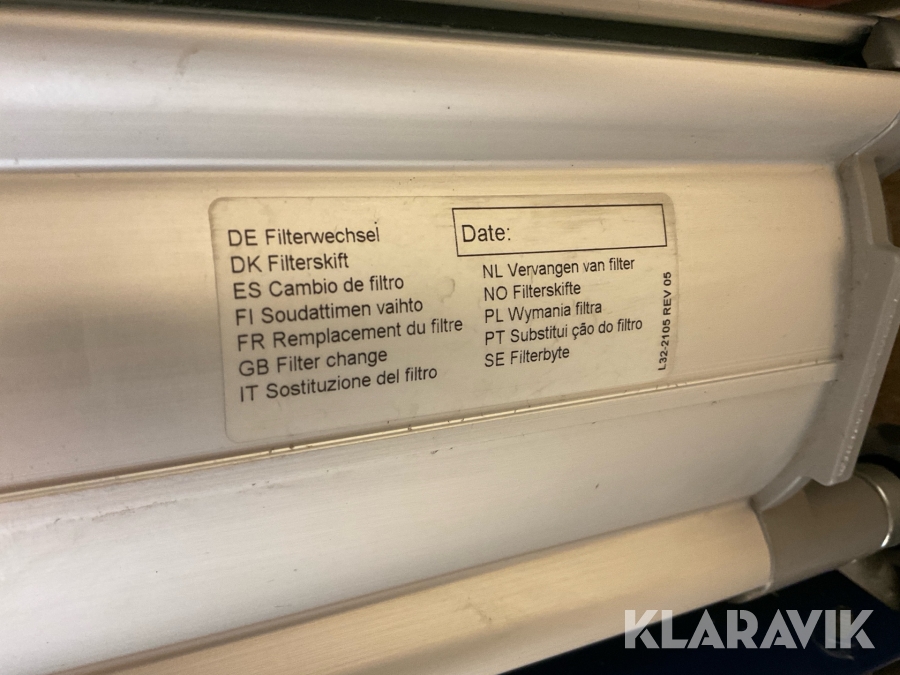 DE Filterwechsel
DK Filterskift
ES Cambio de filtro
FI Soudattimen vaihto
FR Remplacement du filtre
GB Filter change
IT Sostituzione del filtro
Date:
NL Vervangen van filter
NO Filterskifte
PL Wymania filtra
PT Substitui ção do filtro
SE Filterbyte
L32-2105 REV 05
KLARAVIK